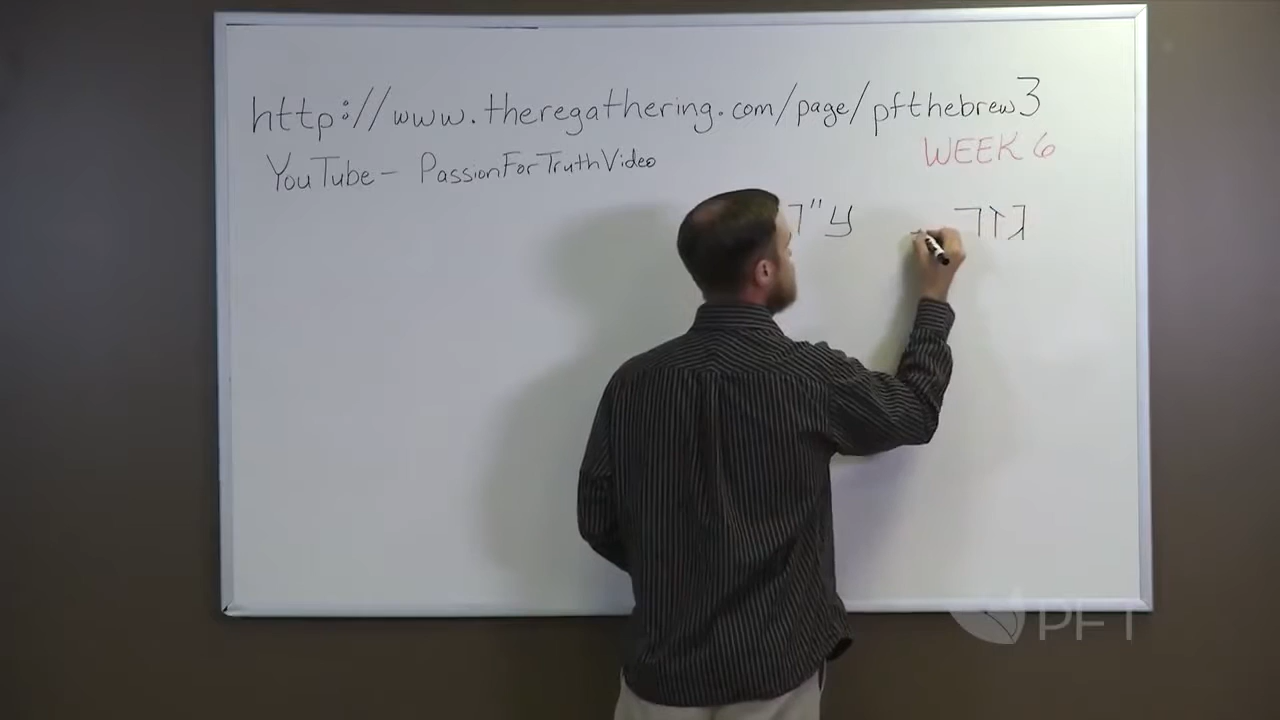 http://www.theregathering.com/page/pfthebrew3
WEEK 6
YouTube - PassionForTruthVideo
PFT